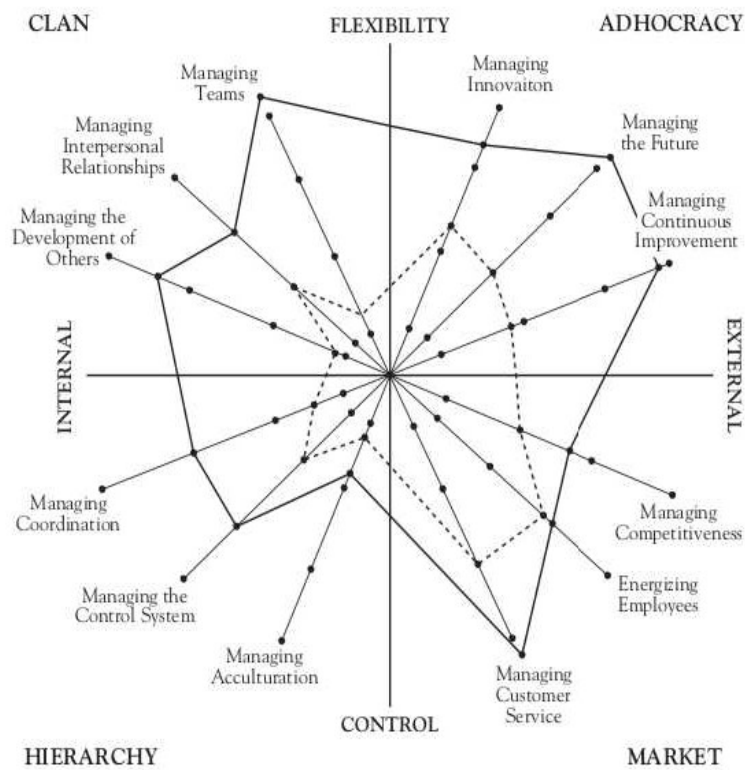 CLAN
FLEXIBILITY
ADHOCRACY
Managing
Teams
Managing
Innovaiton
Managing
Interpersonal
Relationships
Managing
the Future
Managing the
Development of
Others
Managing
Continuous
Improvement
INTERNAL
EXTERNAL
Managing
Coordination
Managing
Competitiveness
Managing the
Control System
Energizing
Employees
Managing
Acculturation
Managing
Customer
Service
CONTROL
HIERARCHY
MARKET